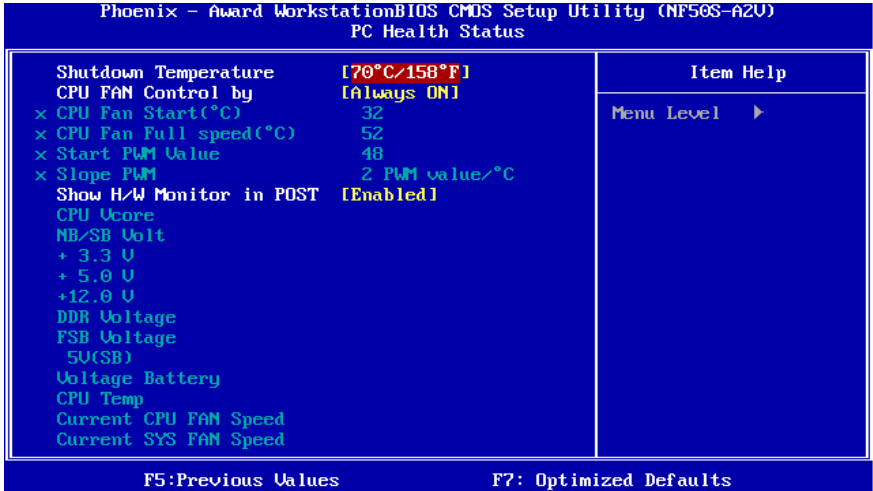 Phoenix - Award WorkstationBIOS CMOS Setup Utility (NF50S-A2V)
PC Health Status
Shutdown Temperature [70°C/158°F] Item Help
CPU FAN Control by [Always ON]
x CPU Fan Start(°C) 32 Menu Level
x CPU Fan Full speed(°C) 52
x Start PWM Value 48
x Slope PWM 2 PWM value/°C
Show H/W Monitor in POST [Enabled]
CPU Vcore
NB/SB Volt
+ 3.3 V
+ 5.0 V
+12.0 V
DDR Voltage
FSB Voltage
5V(SB)
Voltage Battery
CPU Temp
Current CPU FAN Speed
Current SYS FAN Speed
F5:Previous Values F7: Optimized Defaults